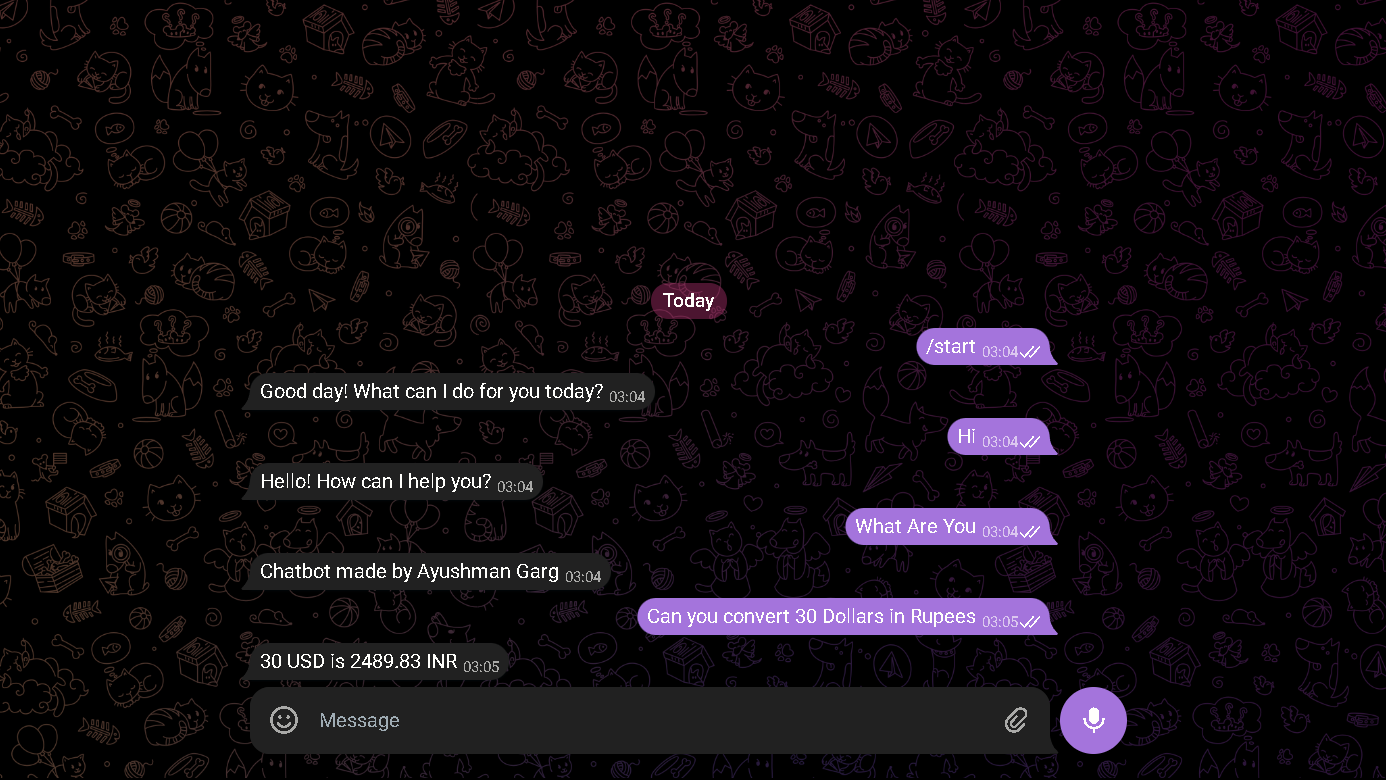 Today
/start 03:04
Good day! What can I do for you today? 03:04
Hi 03:04
Hello! How can I help you? 03:04
What Are You 03:04
Chatbot made by Ayushman Garg 03:04
Can you convert 30 Dollars in Rupees 03:05
30 USD is 2489.83 INR 03:05
Message